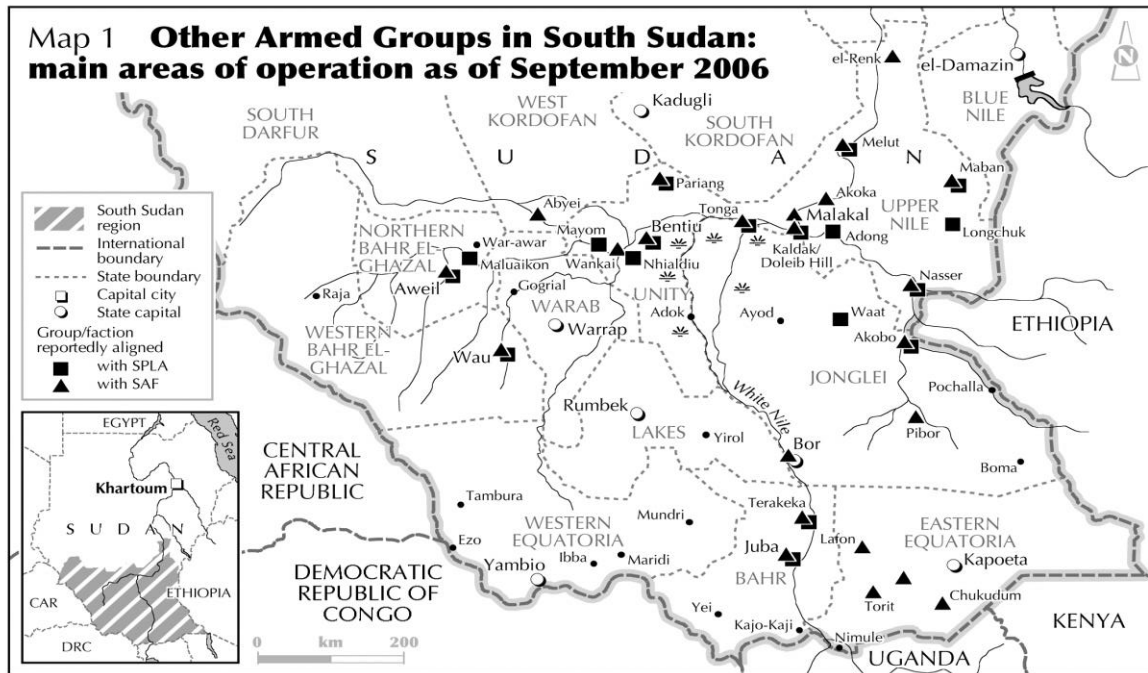 Map 1 Other Armed Groups in South Sudan:
main areas of operation as of September 2006
el-Renk
el-Damazin
N
BLUE
NILE
SOUTH
DARFUR
WEST
KORDOFAN
Kadugli
SOUTH
KORDOFAN
S U D A N
Melut
Maban
Pariang
Akoka
UPPER
NILE
Abyei
Tonga
Malakal
Longchuk
NORTHERN
BAHR EL-
GHAZAL
War-awar
Mayom
Bentiu
Adong
Kaldak/
Doleib Hill
Maluaikon
Wankai
Nhialdiu
Nasser
Aweil
Raja
Gogrial
WARAB
UNITY
Warrap
Adok
Ayod
Waat
ETHIOPIA
WESTERN
BAHR EL-
GHAZAL
Akobo
Wau
JONGLEI
Pochalla
White Nile
Rumbek
LAKES
Yirol
Pibor
Bor
Boma
CENTRAL
AFRICAN
REPUBLIC
Tambura
Terakeka
Mundri
WESTERN
EQUATORIA
Lafon
EASTERN
EQUATORIA
Ezo
Ibba
Maridi
Juba
Kapoeta
Yambio
BAHR
DEMOCRATIC
REPUBLIC OF
CONGO
Torit
Chukudum
Yei
KENYA
Kajo-Kaji
Nimule
UGANDA
0 km 200
South Sudan
region
International
boundary
State boundary
Capital city
State capital
Group/faction
reportedly aligned
with SPLA
with SAF
EGYPT
Red Sea
Khartoum
S U D A N
CAR
ETHIOPIA
DRC